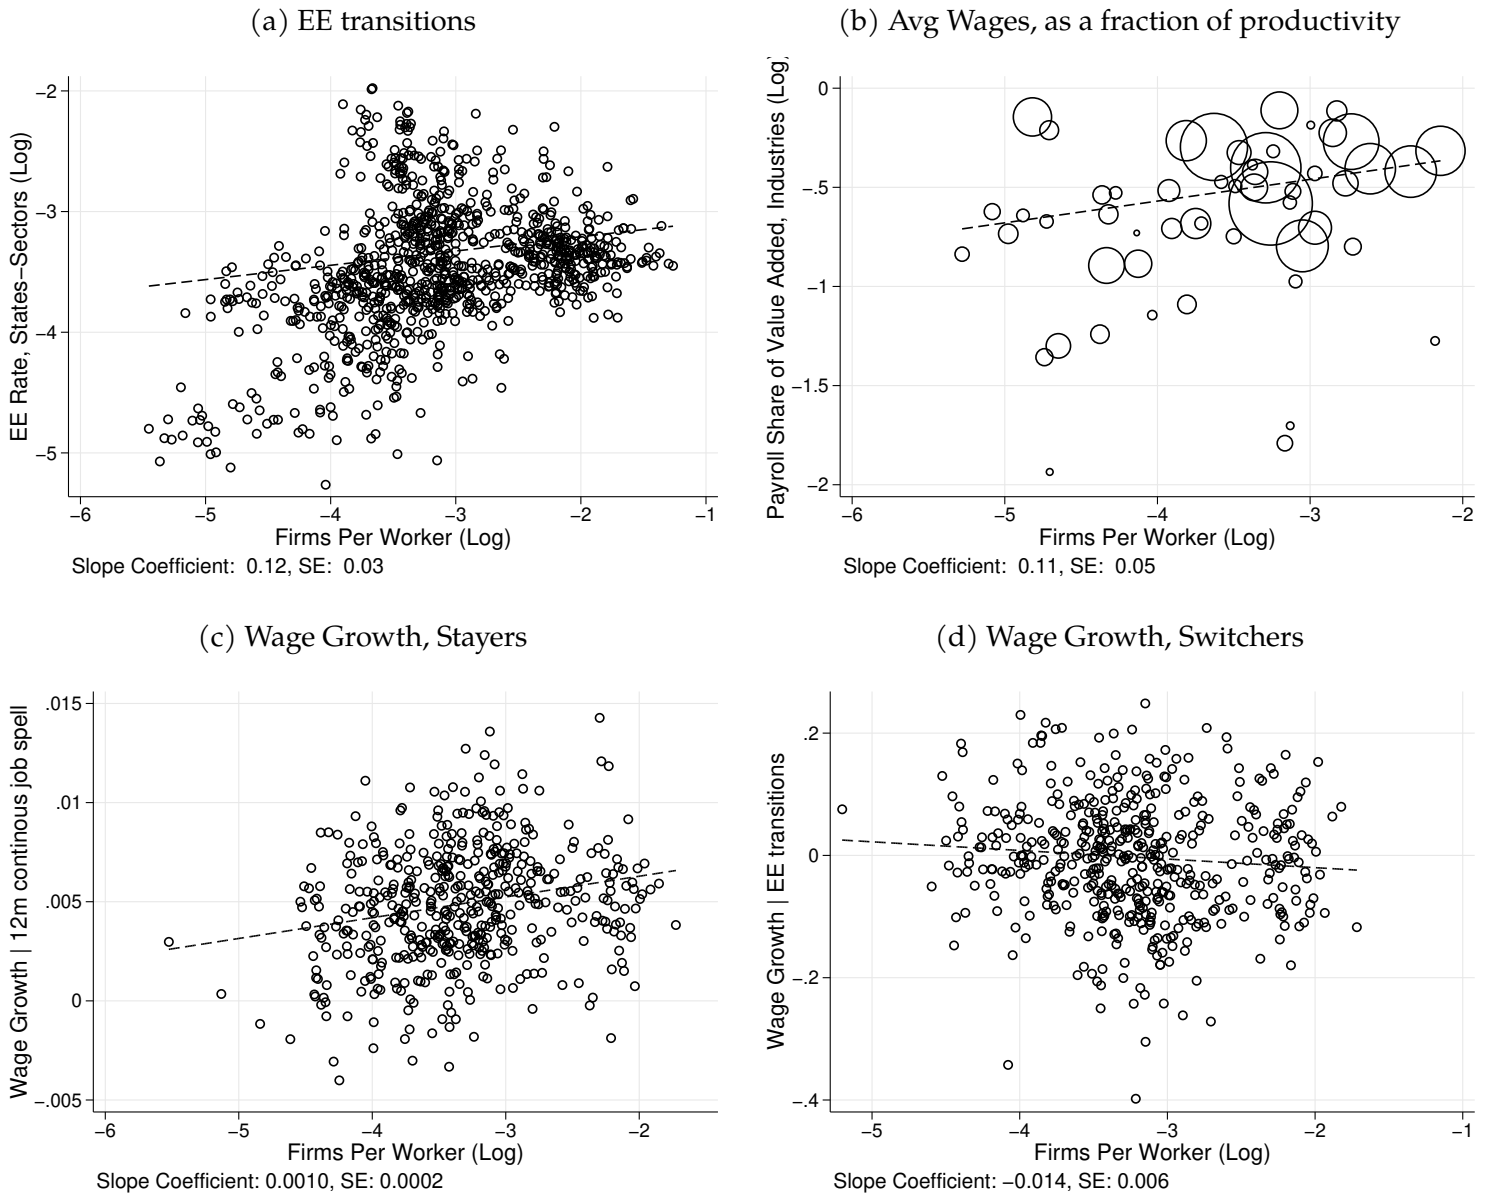 (a) EE transitions
EE Rate, States−Sectors (Log)
−2
−3
−4
−5
−6 −5 −4 −3 −2 −1
Firms Per Worker (Log)
Slope Coefficient: 0.12, SE: 0.03
(b) Avg Wages, as a fraction of productivity
Payroll Share of Value Added, Industries (Log)
0
−.5
−1
−1.5
−2
−6 −5 −4 −3 −2
Firms Per Worker (Log)
Slope Coefficient: 0.11, SE: 0.05
(c) Wage Growth, Stayers
Wage Growth | 12m continous job spell
.015
.01
.005
0
−.005
−6 −5 −4 −3 −2
Firms Per Worker (Log)
Slope Coefficient: 0.0010, SE: 0.0002
(d) Wage Growth, Switchers
Wage Growth | EE transitions
.2
0
−.2
−.4
−5 −4 −3 −2 −1
Firms Per Worker (Log)
Slope Coefficient: −0.014, SE: 0.006